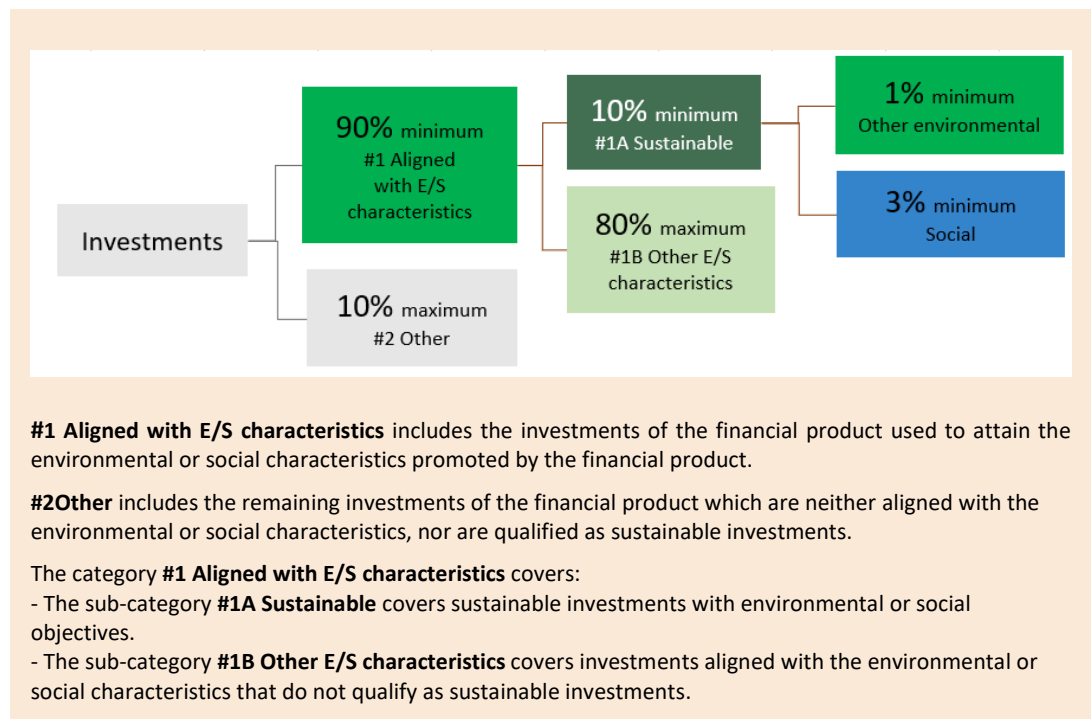 90% minimum
#1 Aligned
with E/S
characteristics
10% minimum
#1A Sustainable
1% minimum
Other environmental
Investments
80% maximum
#1B Other E/S
characteristics
3% minimum
Social
10% maximum
#2 Other
#1 Aligned with E/S characteristics includes the investments of the financial product used to attain the
environmental or social characteristics promoted by the financial product.
#2Other includes the remaining investments of the financial product which are neither aligned with the
environmental or social characteristics, nor are qualified as sustainable investments.
The category #1 Aligned with E/S characteristics covers:
- The sub-category #1A Sustainable covers sustainable investments with environmental or social
objectives.
- The sub-category #1B Other E/S characteristics covers investments aligned with the environmental or
social characteristics that do not qualify as sustainable investments.